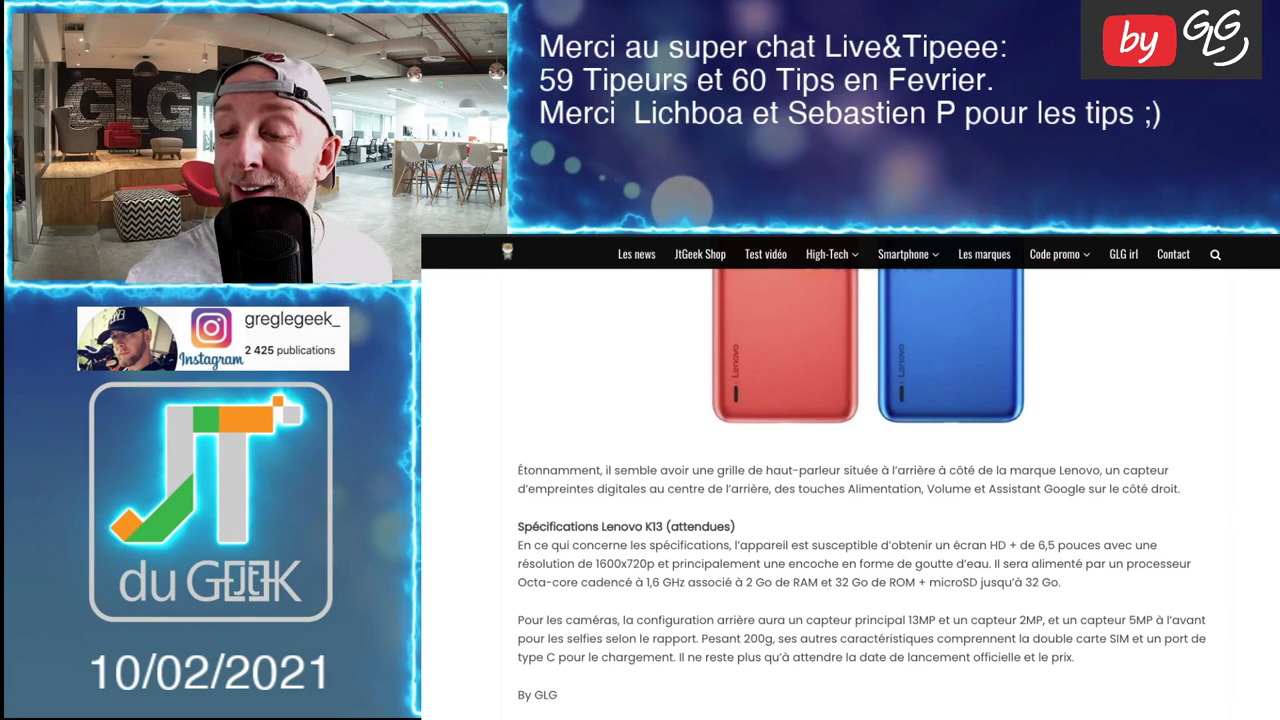 GLG
Merci au super chat Live&Tipeee:
59 Tipeurs et 60 Tips en Fevrier.
Merci Lichboa et Sebastien P pour les tips ;)
by GLG
Les news JtGeek Shop Test vidéo High-Tech Smartphone Les marques Code promo GLG irl Contact
greglegeek_
Instagram
2 425 publications
Lenovo
Lenovo
JT
du GEEK
10/02/2021
Étonnamment, il semble avoir une grille de haut-parleur située à l’arrière à côté de la marque Lenovo, un capteur
d’empreintes digitales au centre de l’arrière, des touches Alimentation, Volume et Assistant Google sur le côté droit.
Spécifications Lenovo K13 (attendues)
En ce qui concerne les spécifications, l’appareil est susceptible d’obtenir un écran HD + de 6,5 pouces avec une
résolution de 1600x720p et principalement une encoche en forme de goutte d’eau. Il sera alimenté par un processeur
Octa-core cadencé à 1,6 GHz associé à 2 Go de RAM et 32 Go de ROM + microSD jusqu’à 32 Go.
Pour les caméras, la configuration arrière aura un capteur principal 13MP et un capteur 2MP, et un capteur 5MP à l’avant
pour les selfies selon le rapport. Pesant 200g, ses autres caractéristiques comprennent la double carte SIM et un port de
type C pour le chargement. Il ne reste plus qu’à attendre la date de lancement officielle et le prix.
By GLG